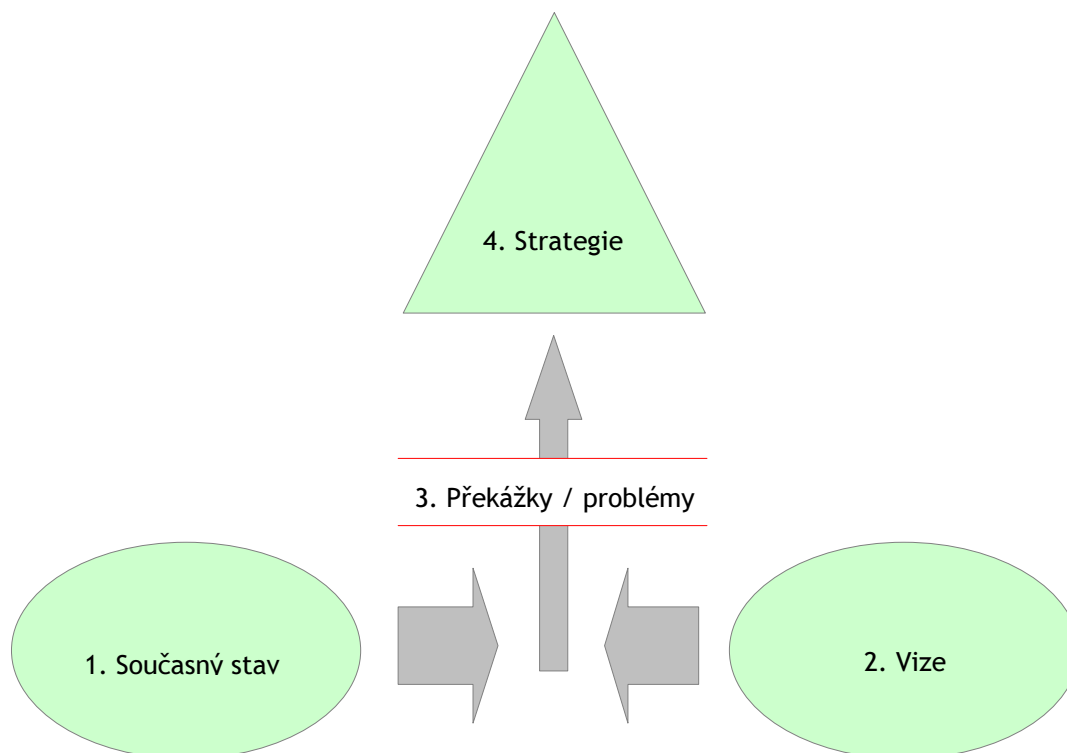 4. Strategie
3. Překážky / problémy
1. Současný stav
2. Vize